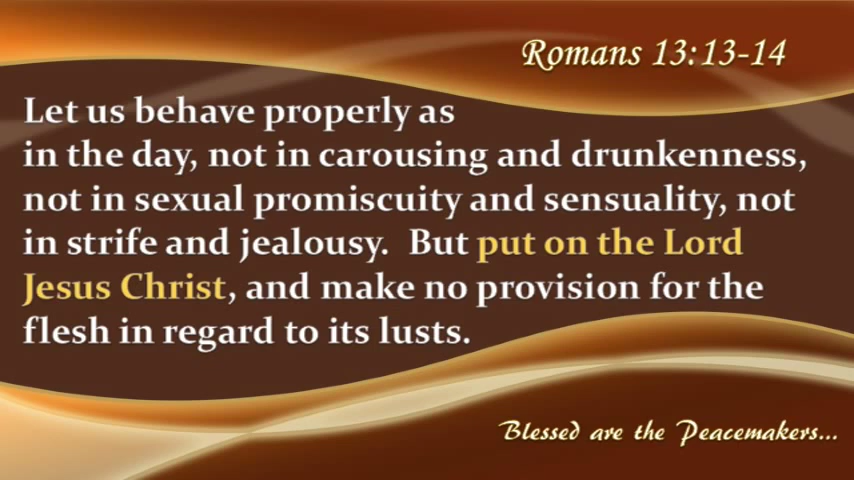 Romans 13:13-14
Let us behave properly as
in the day, not in carousing and drunkenness,
not in sexual promiscuity and sensuality, not
in strife and jealousy.  But put on the Lord
Jesus Christ, and make no provision for the
flesh in regard to its lusts.
Blessed are the Peacemakers...